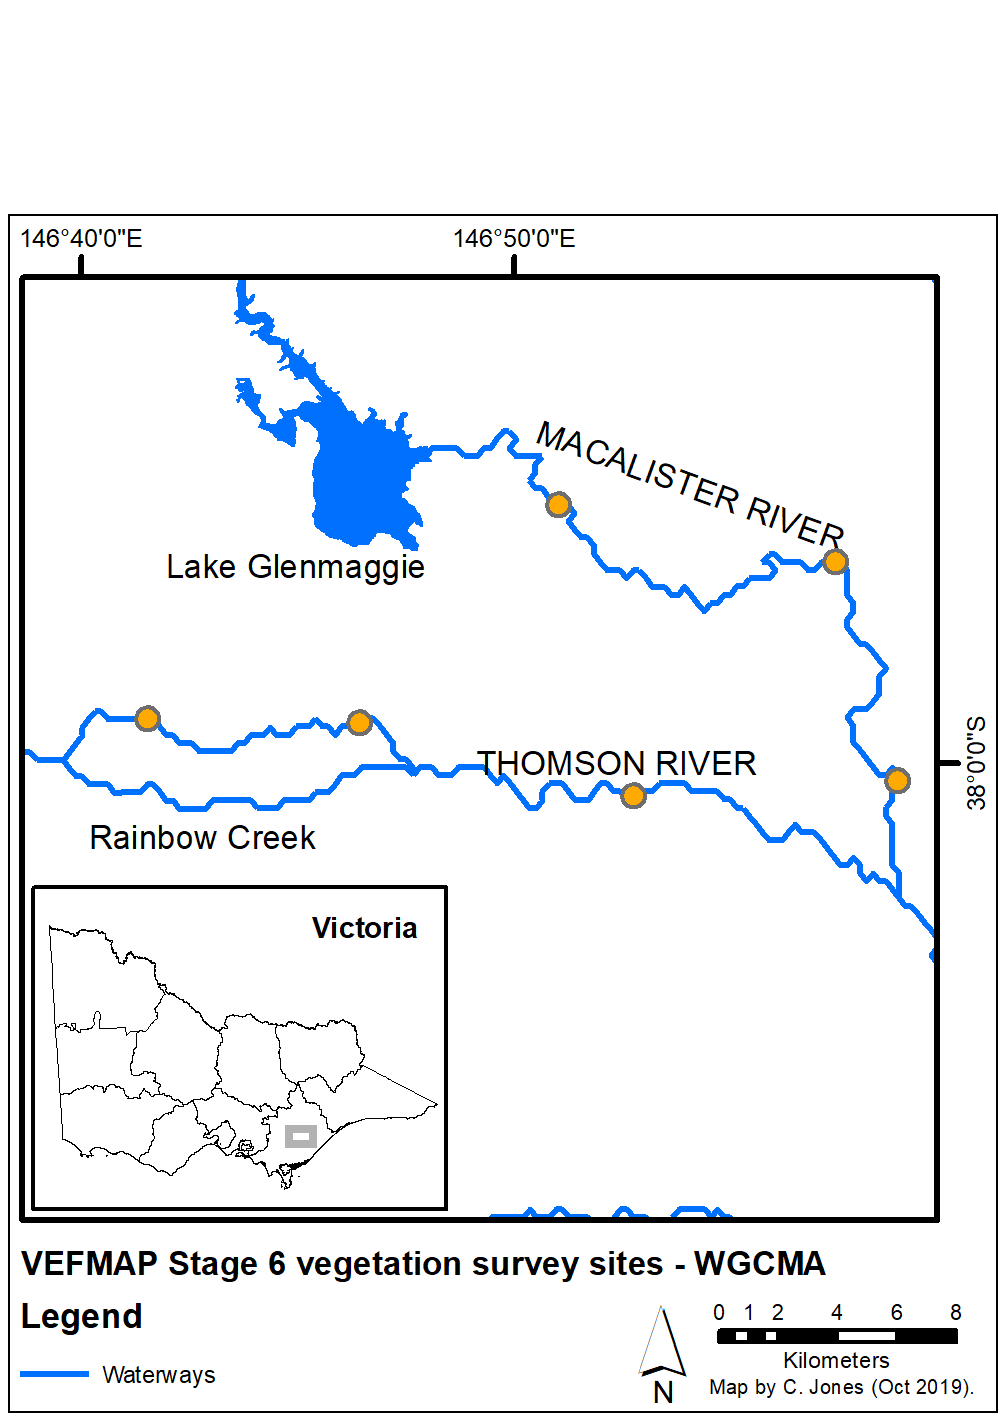 146°40'0"E 146°50'0"E
MACALISTER RIVER
Lake Glenmaggie
38°0'0"S
THOMSON RIVER
Rainbow Creek
Victoria
VEFMAP Stage 6 vegetation survey sites - WGCMA
Legend
0 1 2 4 6 8
Kilometers
Waterways
N
Map by C. Jones (Oct 2019).